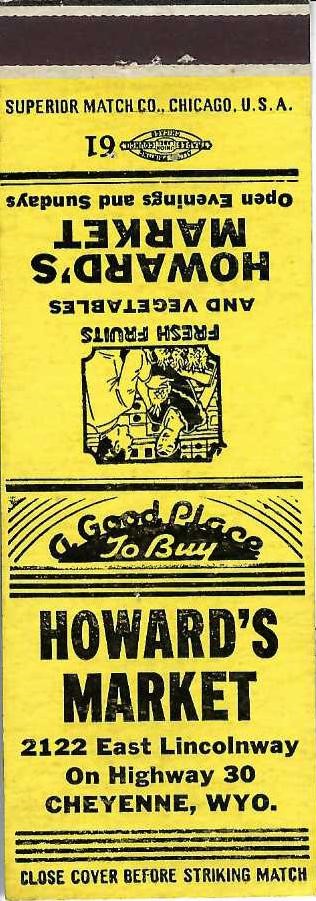 SUPERIOR MATCH CO., CHICAGO, U.S.A.
61
Open Evenings and Sundays
HOWARD'S
MARKET
AND VEGETABLES
FRESH FRUITS
A Good Place
To Buy
HOWARD'S
MARKET
2122 East Lincolnway
On Highway 30
CHEYENNE, WYO.
CLOSE COVER BEFORE STRIKING MATCH